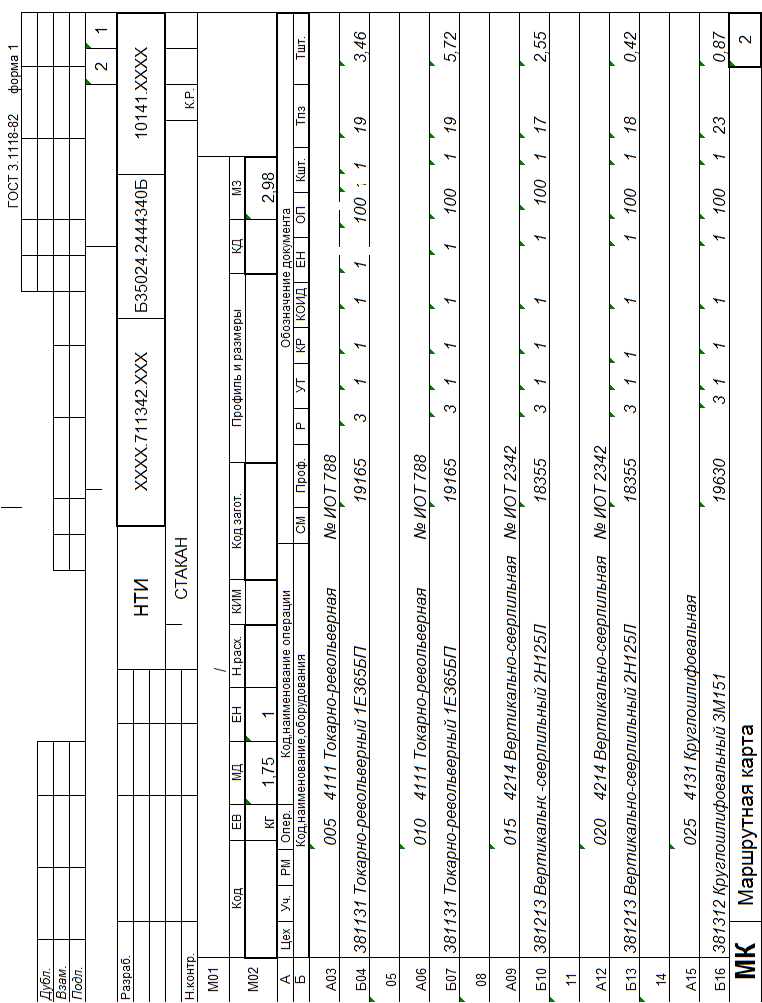 ГОСТ 3.1118-82 форма 1
Дубл.
Взам.
Подл.
2 1
Разраб. НТИ XXXX.711342.XXX Б35024.2444340Б 10141.XXXX
Н.контр. СТАКАН К.Р.
М01 /
Код ЕВ МД ЕН Н.расх. КИМ Код загот. Профиль и размеры КД МЗ
М02 кг 1,75 1 2,98
А Цех Уч. РМ Опер. Код,наименование операции Обозначение документа
Б Код,наименование,оборудования СМ Проф. Р УТ КР КОИД ЕН ОП Кшт. Тпз Тшт.
А03 005 4111 Токарно-револьверная № ИОТ 788
Б04 381131 Токарно-револьверный 1Е365БП 19165 3 1 1 1 1 100 1 19 3,46
05
А06 010 4111 Токарно-револьверная № ИОТ 788
Б07 381131 Токарно-револьверный 1Е365БП 19165 3 1 1 1 1 100 1 19 5,72
08
А09 015 4214 Вертикально-сверлильная № ИОТ 2342
Б10 381213 Вертикально-сверлильный 2Н125Л 18355 3 1 1 1 1 100 1 17 2,55
11
А12 020 4214 Вертикально-сверлильная № ИОТ 2342
Б13 381213 Вертикально-сверлильный 2Н125Л 18355 3 1 1 1 1 100 1 18 0,42
14
А15 025 4131 Круглошлифовальная
Б16 381312 Круглошлифовальный 3М151 19630 3 1 1 1 1 100 1 23 0,87
МК Маршрутная карта 2